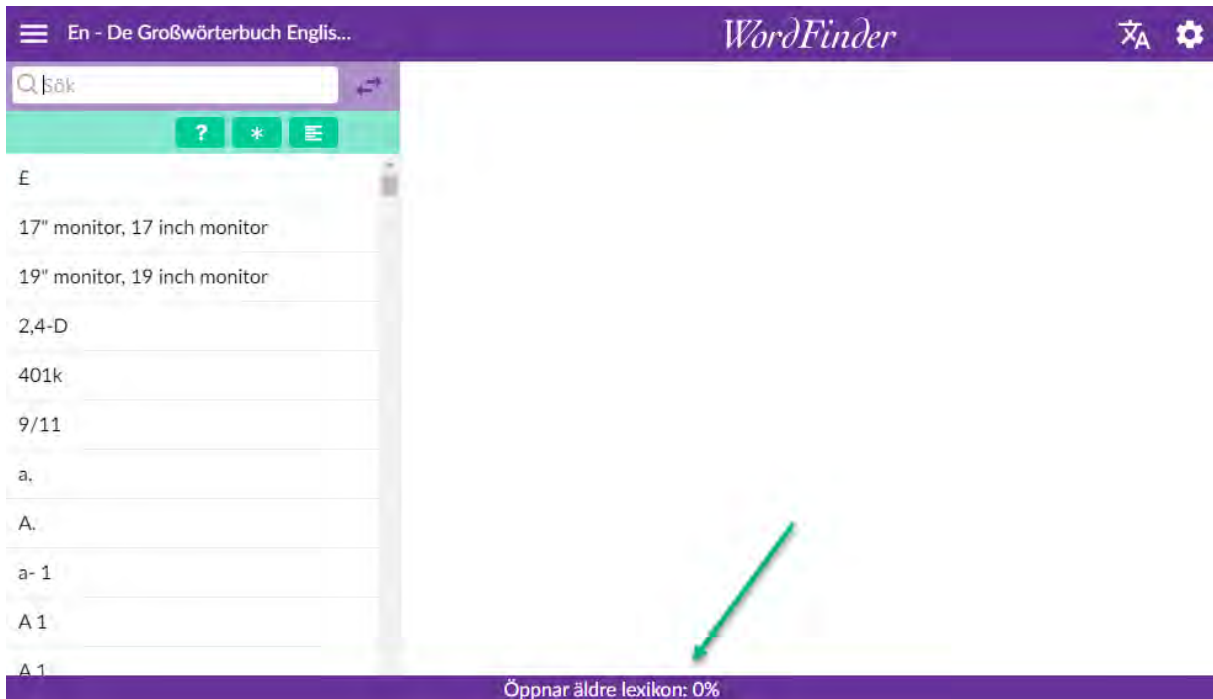 En - De Großwörterbuch Englis...
WordFinder
Sök
? *
£
17" monitor, 17 inch monitor
19" monitor, 19 inch monitor
2,4-D
401k
9/11
a.
A.
a- 1
A 1
A 1
Öppnar äldre lexikon: 0%